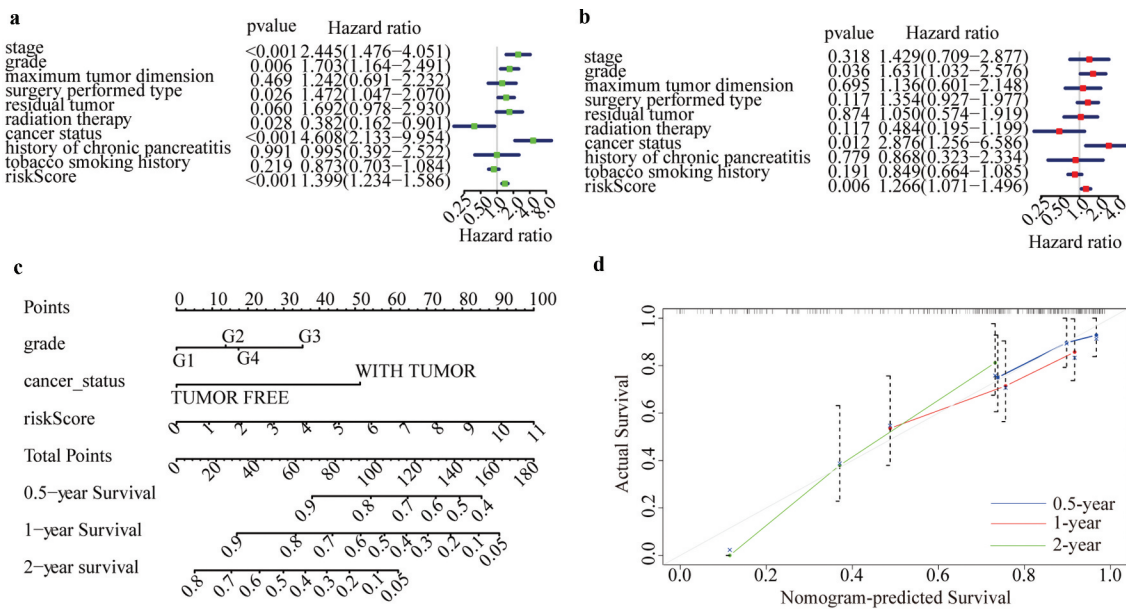 a
pvalue Hazard ratio
stage <0.001 2.445(1.476−4.051)
grade 0.006 1.703(1.164−2.491)
maximum tumor dimension 0.469 1.242(0.691−2.232)
surgery performed type 0.026 1.472(1.047−2.070)
residual tumor 0.060 1.692(0.978−2.930)
radiation therapy 0.028 0.382(0.162−0.901)
cancer status <0.001 4.608(2.133−9.954)
history of chronic pancreatitis 0.991 0.995(0.392−2.522)
tobacco smoking history 0.219 0.873(0.703−1.084)
riskScore <0.001 1.399(1.234−1.586)
0.25 0.50 1.0 2.0 4.0 8.0
Hazard ratio
b
pvalue Hazard ratio
stage 0.318 1.429(0.709−2.877)
grade 0.036 1.631(1.032−2.576)
maximum tumor dimension 0.695 1.136(0.601−2.148)
surgery performed type 0.117 1.354(0.927−1.977)
residual tumor 0.874 1.050(0.574−1.919)
radiation therapy 0.117 0.484(0.195−1.199)
cancer status 0.012 2.876(1.256−6.586)
history of chronic pancreatitis 0.779 0.868(0.323−2.334)
tobacco smoking history 0.191 0.849(0.664−1.085)
riskScore 0.006 1.266(1.071−1.496)
0.25 0.50 1.0 2.0 4.0
Hazard ratio
c
Points 0 10 20 30 40 50 60 70 80 90 100
grade G1 G2 G4 G3
cancer_status TUMOR FREE WITH TUMOR
riskScore 0 1 2 3 4 5 6 7 8 9 10 11
Total Points 0 20 40 60 80 100 120 140 160 180
0.5−year Survival 0.9 0.8 0.7 0.6 0.5 0.4
1−year Survival 0.9 0.8 0.7 0.6 0.5 0.4 0.3 0.2 0.1 0.05
2−year survival 0.8 0.7 0.6 0.5 0.4 0.3 0.2 0.1 0.05
d
Actual Survival
1.0
0.8
0.6
0.4
0.2
0.0
0.5-year
1-year
2-year
0.0 0.2 0.4 0.6 0.8 1.0
Nomogram-predicted Survival